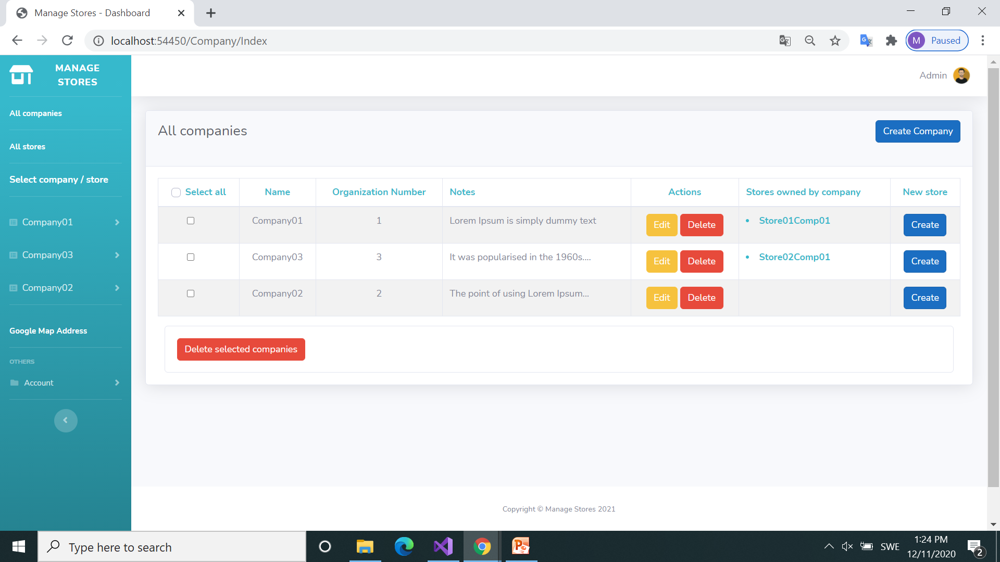 Manage Stores - Dashboard
localhost:54450/Company/Index
M Paused
MANAGE
STORES
All companies
All stores
Select company / store
Company01
Company03
Company02
Google Map Address
OTHERS
Account
Admin
All companies
Create Company
Select all Name Organization Number Notes Actions Stores owned by company New store
Company01 1 Lorem Ipsum is simply dummy text Edit Delete • Store01Comp01 Create
Company03 3 It was popularised in the 1960s.... Edit Delete • Store02Comp01 Create
Company02 2 The point of using Lorem Ipsum... Edit Delete Create
Delete selected companies
Copyright © Manage Stores 2021
Type here to search
SWE
1:24 PM
12/11/2020
2